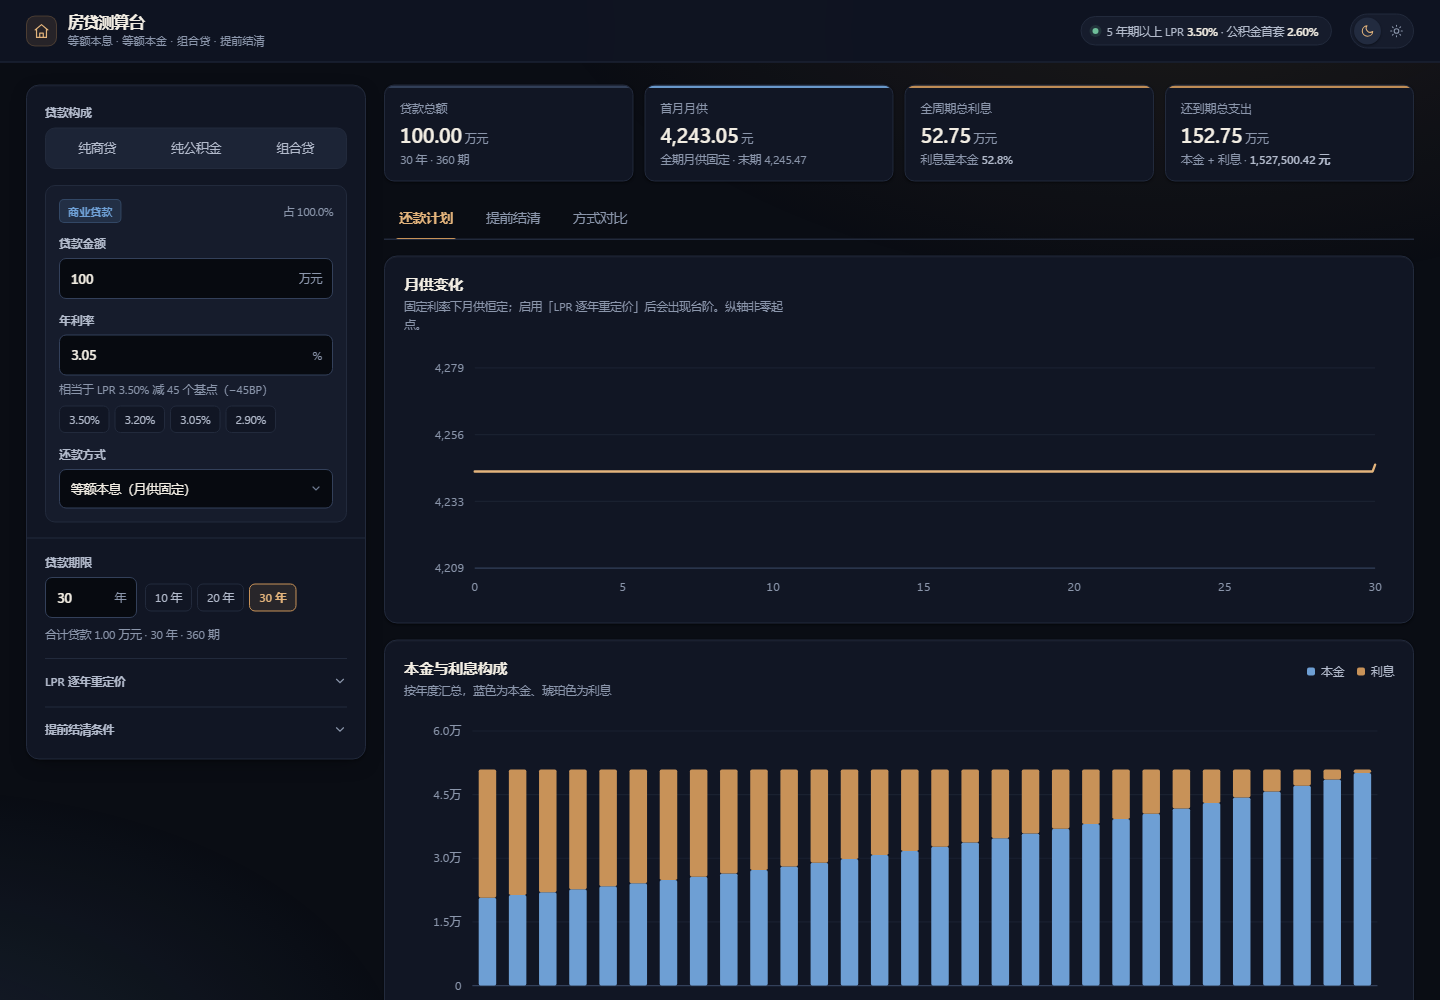 房贷测算台
等额本息 · 等额本金 · 组合贷 · 提前结清
5 年期以上 LPR 3.50% · 公积金首套 2.60%
贷款构成
纯商贷
纯公积金
组合贷
商业贷款
占 100.0%
贷款金额
100
万元
年利率
3.05
%
相当于 LPR 3.50% 减 45 个基点（−45BP）
3.50%
3.20%
3.05%
2.90%
还款方式
等额本息（月供固定）
贷款期限
30
年
10 年
20 年
30 年
合计贷款 1.00 万元 · 30 年 · 360 期
LPR 逐年重定价
提前结清条件
贷款总额
100.00 万元
30 年 · 360 期
首月月供
4,243.05 元
全期月供固定 · 末期 4,245.47
全周期总利息
52.75 万元
利息是本金 52.8%
还到期总支出
152.75 万元
本金 + 利息 · 1,527,500.42 元
还款计划
提前结清
方式对比
月供变化
固定利率下月供恒定；启用「LPR 逐年重定价」后会出现台阶。纵轴非零起
点。
4,279
4,256
4,233
4,209
0
5
10
15
20
25
30
本金与利息构成
按年度汇总，蓝色为本金、琥珀色为利息
本金
利息
6.0万
4.5万
3.0万
1.5万
0